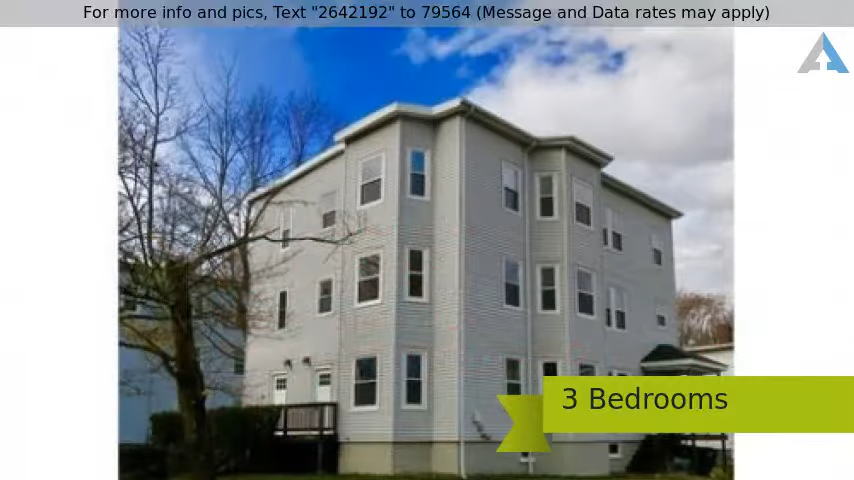 For more info and pics, Text "2642192" to 79564 (Message and Data rates may apply)
3 Bedrooms